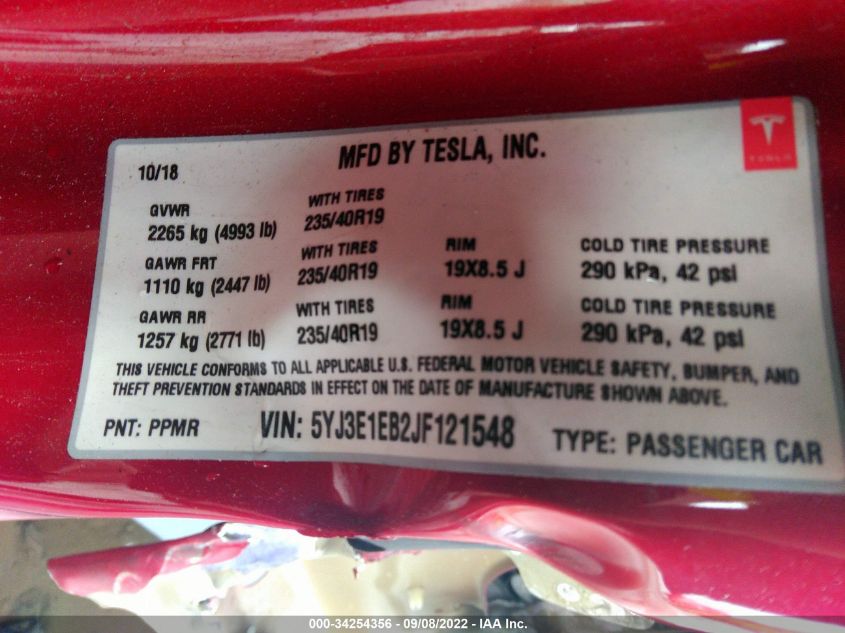 MFD BY TESLA, INC.
TESLA
10/18
GVWR WITH TIRES
2265 kg (4993 lb) 235/40R19
GAWR FRT WITH TIRES RIM COLD TIRE PRESSURE
1110 kg (2447 lb) 235/40R19 19X8.5 J 290 kPa, 42 psi
GAWR RR WITH TIRES RIM COLD TIRE PRESSURE
1257 kg (2771 lb) 235/40R19 19X8.5 J 290 kPa, 42 psi
THIS VEHICLE CONFORMS TO ALL APPLICABLE U.S. FEDERAL MOTOR VEHICLE SAFETY, BUMPER, AND
THEFT PREVENTION STANDARDS IN EFFECT ON THE DATE OF MANUFACTURE SHOWN ABOVE.
PNT: PPMR VIN: 5YJ3E1EB2JF121548 TYPE: PASSENGER CAR
000-34254356 - 09/08/2022 - IAA Inc.